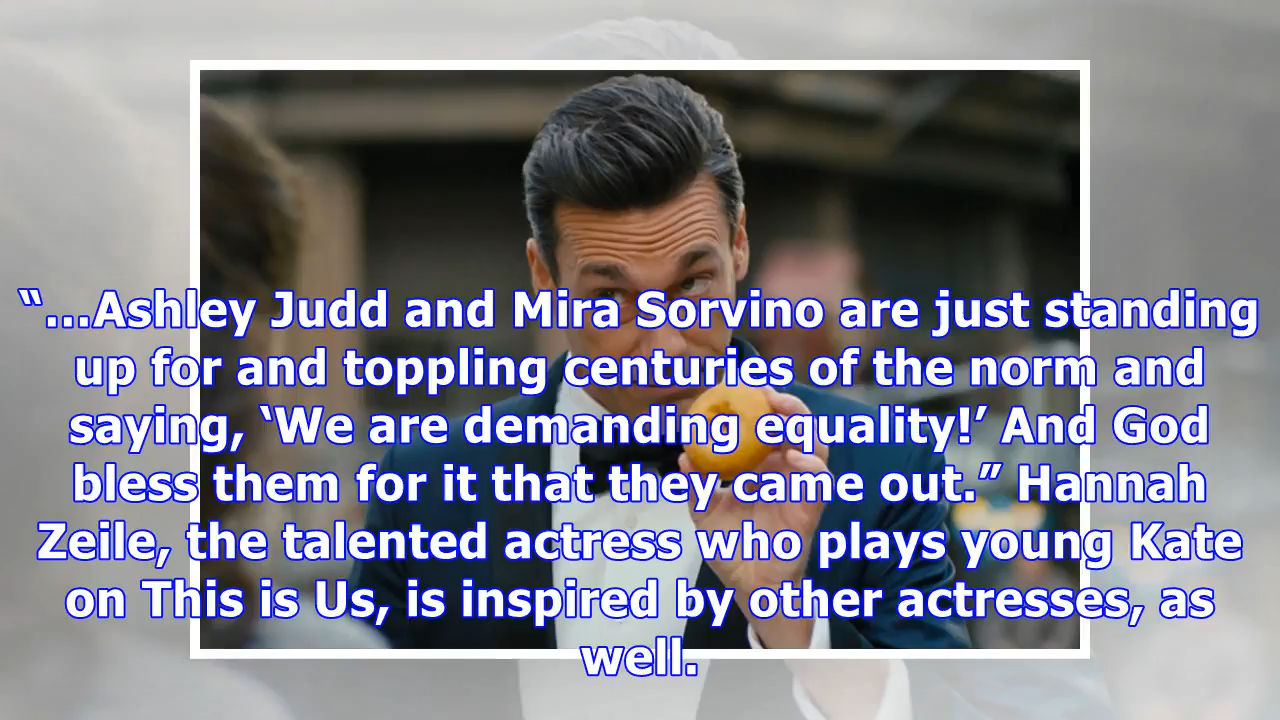 “...Ashley Judd and Mira Sorvino are just standing
up for and toppling centuries of the norm and
saying, ‘We are demanding equality!’ And God
bless them for it that they came out.” Hannah
Zeile, the talented actress who plays young Kate
on This is Us, is inspired by other actresses, as
well.